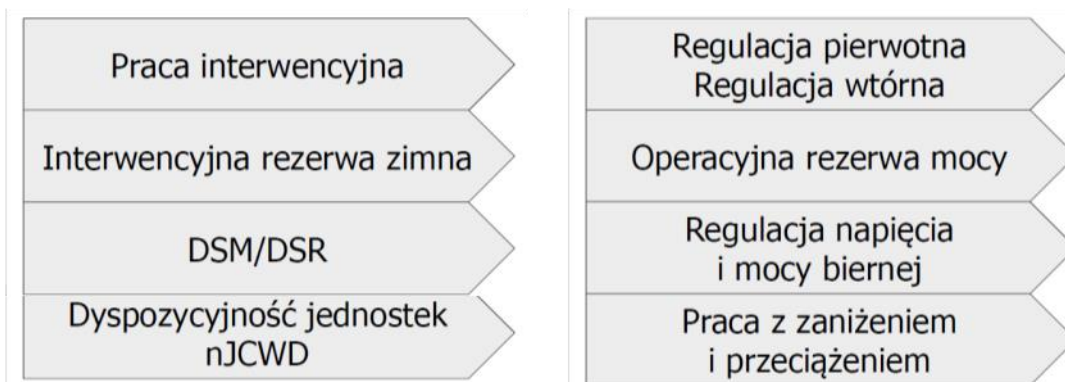 Praca interwencyjna
Interwencyjna rezerwa zimna
DSM/DSR
Dyspozycyjność jednostek
nJCWD
Regulacja pierwotna
Regulacja wtórna
Operacyjna rezerwa mocy
Regulacja napięcia
i mocy biernej
Praca z zaniżeniem
i przeciążeniem